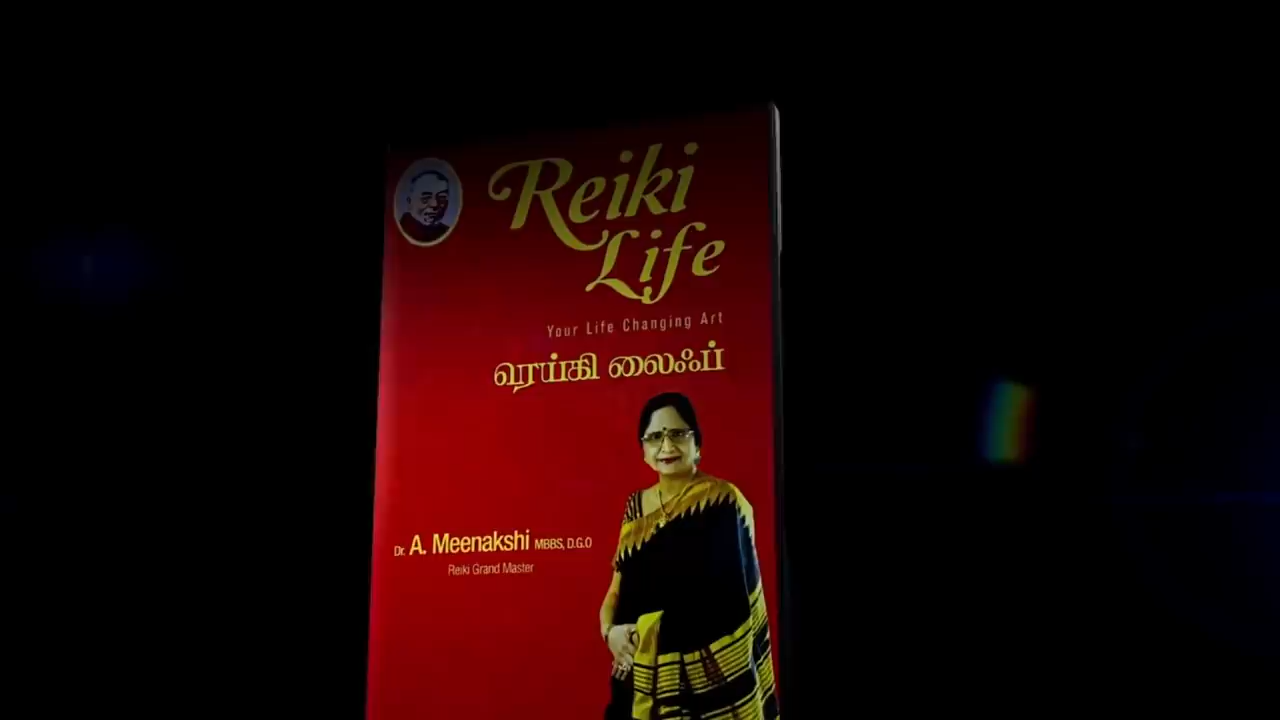 Reiki
Life
Your Life Changing Art
ரெய்கி லைஃப்
Dr. A. Meenakshi MBBS, D.G.O
Reiki Grand Master